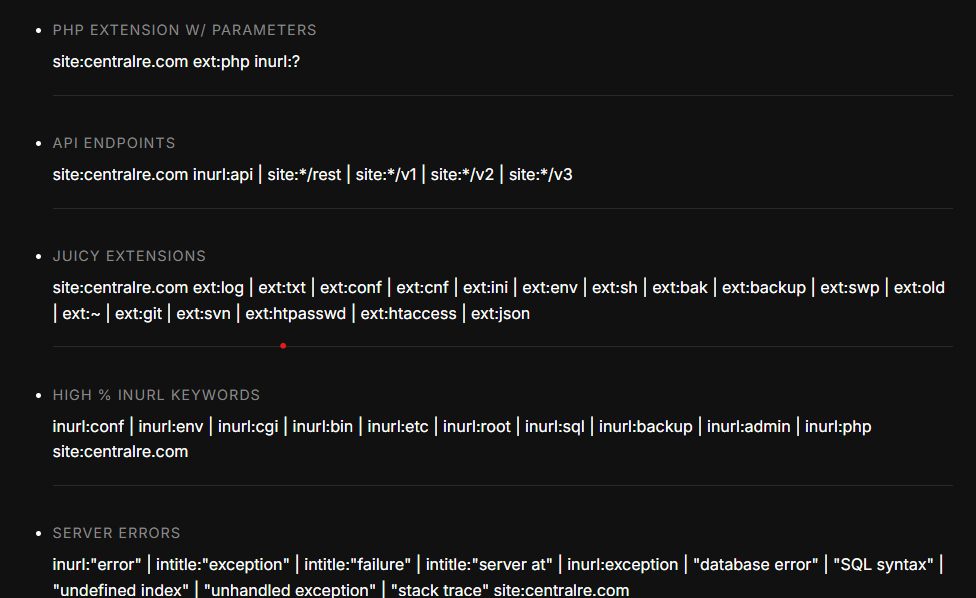 PHP EXTENSION W/ PARAMETERS
site:centralre.com ext:php inurl:?
API ENDPOINTS
site:centralre.com inurl:api | site:*/rest | site:*/v1 | site:*/v2 | site:*/v3
JUICY EXTENSIONS
site:centralre.com ext:log | ext:txt | ext:conf | ext:cnf | ext:ini | ext:env | ext:sh | ext:bak | ext:backup | ext:swp | ext:old
| ext:~ | ext:git | ext:svn | ext:htpasswd | ext:htaccess | ext:json
HIGH % INURL KEYWORDS
inurl:conf | inurl:env | inurl:cgi | inurl:bin | inurl:etc | inurl:root | inurl:sql | inurl:backup | inurl:admin | inurl:php
site:centralre.com
SERVER ERRORS
inurl:"error" | intitle:"exception" | intitle:"failure" | intitle:"server at" | inurl:exception | "database error" | "SQL syntax" |
"undefined index" | "unhandled exception" | "stack trace" site:centralre.com